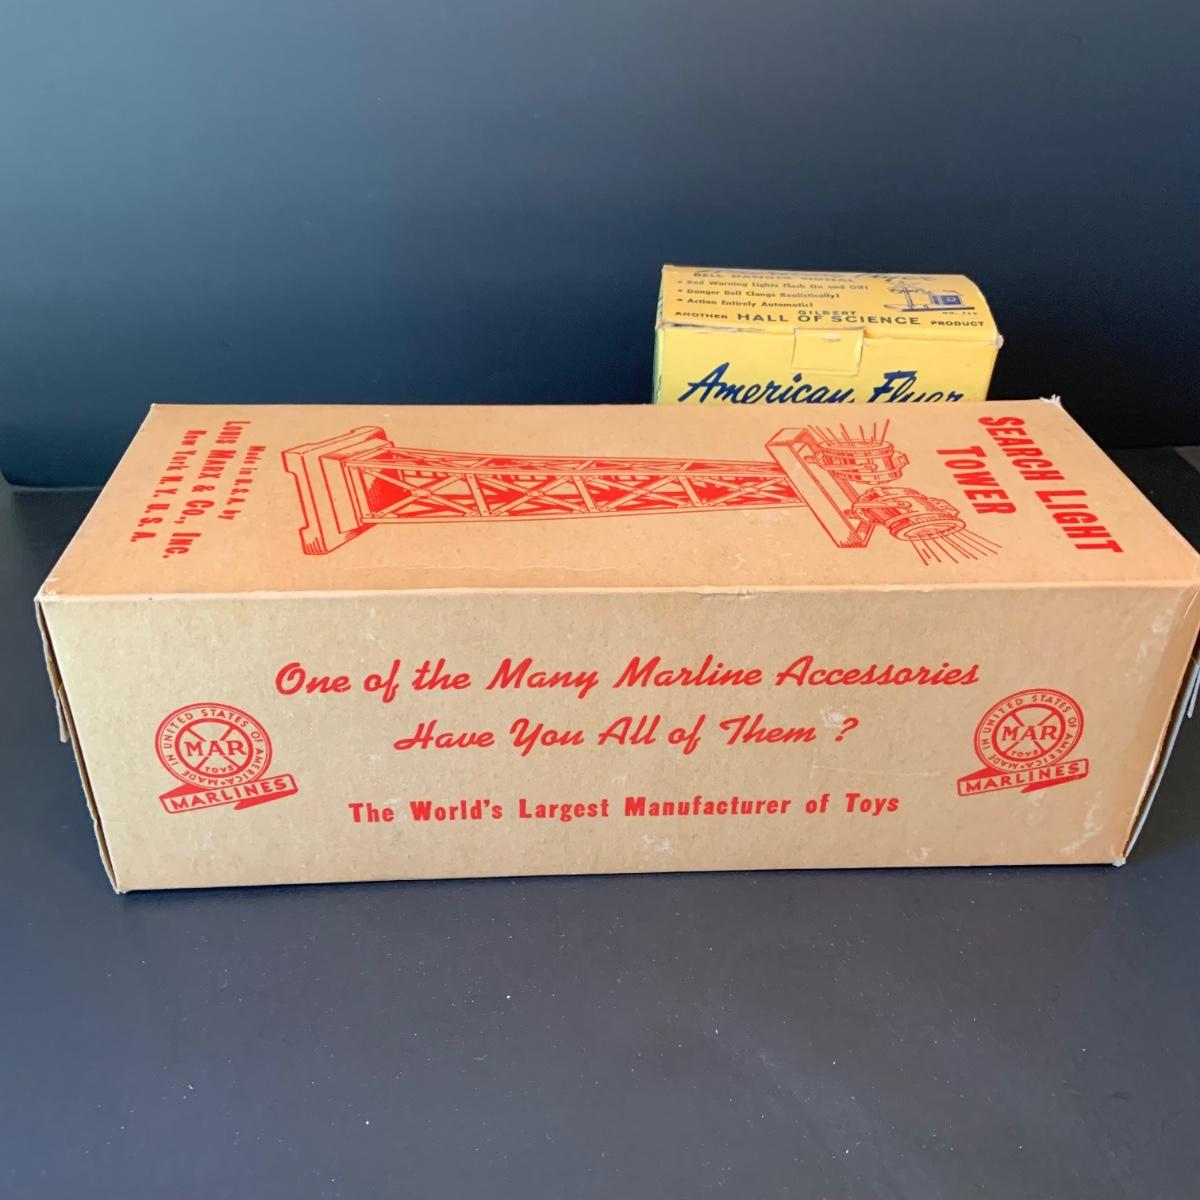 BELL DANGER SIGNAL
• Red Warning Lights Flash On and Off!
• Danger Bell Clangs Realistically!
• Action Entirely Automatic!
GILBERT
ANOTHER HALL OF SCIENCE PRODUCT
American Flyer
SEARCH LIGHT
TOWER
Made in U.S.A. by
LOUIS MARX & CO., INC.
New York N.Y. U.S.A.
One of the Many Marline Accessories
Have You All of Them ?
The World's Largest Manufacturer of Toys
MADE IN UNITED STATES OF AMERICA
MAR
TOYS
MARLINES
MADE IN UNITED STATES OF AMERICA
MAR
TOYS
MARLINES